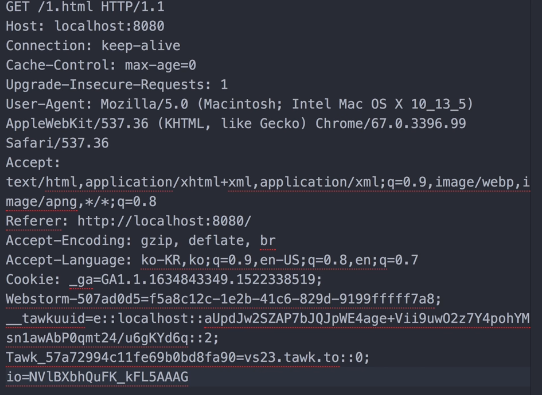 GET /1.html HTTP/1.1
Host: localhost:8080
Connection: keep-alive
Cache-Control: max-age=0
Upgrade-Insecure-Requests: 1
User-Agent: Mozilla/5.0 (Macintosh; Intel Mac OS X 10_13_5)
AppleWebKit/537.36 (KHTML, like Gecko) Chrome/67.0.3396.99
Safari/537.36
Accept:
text/html,application/xhtml+xml,application/xml;q=0.9,image/webp,i
mage/apng,*/*;q=0.8
Referer: http://localhost:8080/
Accept-Encoding: gzip, deflate, br
Accept-Language: ko-KR,ko;q=0.9,en-US;q=0.8,en;q=0.7
Cookie: _ga=GA1.1.1634843349.1522338519;
Webstorm-507ad0d5=f5a8c12c-1e2b-41c6-829d-9199ffffff7a8;
__tawkuuid=e::localhost::aUpdJw2SZAP7bJQJpWE4age+Vii9uwO2z7Y4pohYM
sn1awAbP0qmt24/u6gKYd6q::2;
Tawk_57a72994c11fe69b0bd8fa90=vs23.tawk.to::0;
io=NVlBXbhQuFK_kFL5AAAG